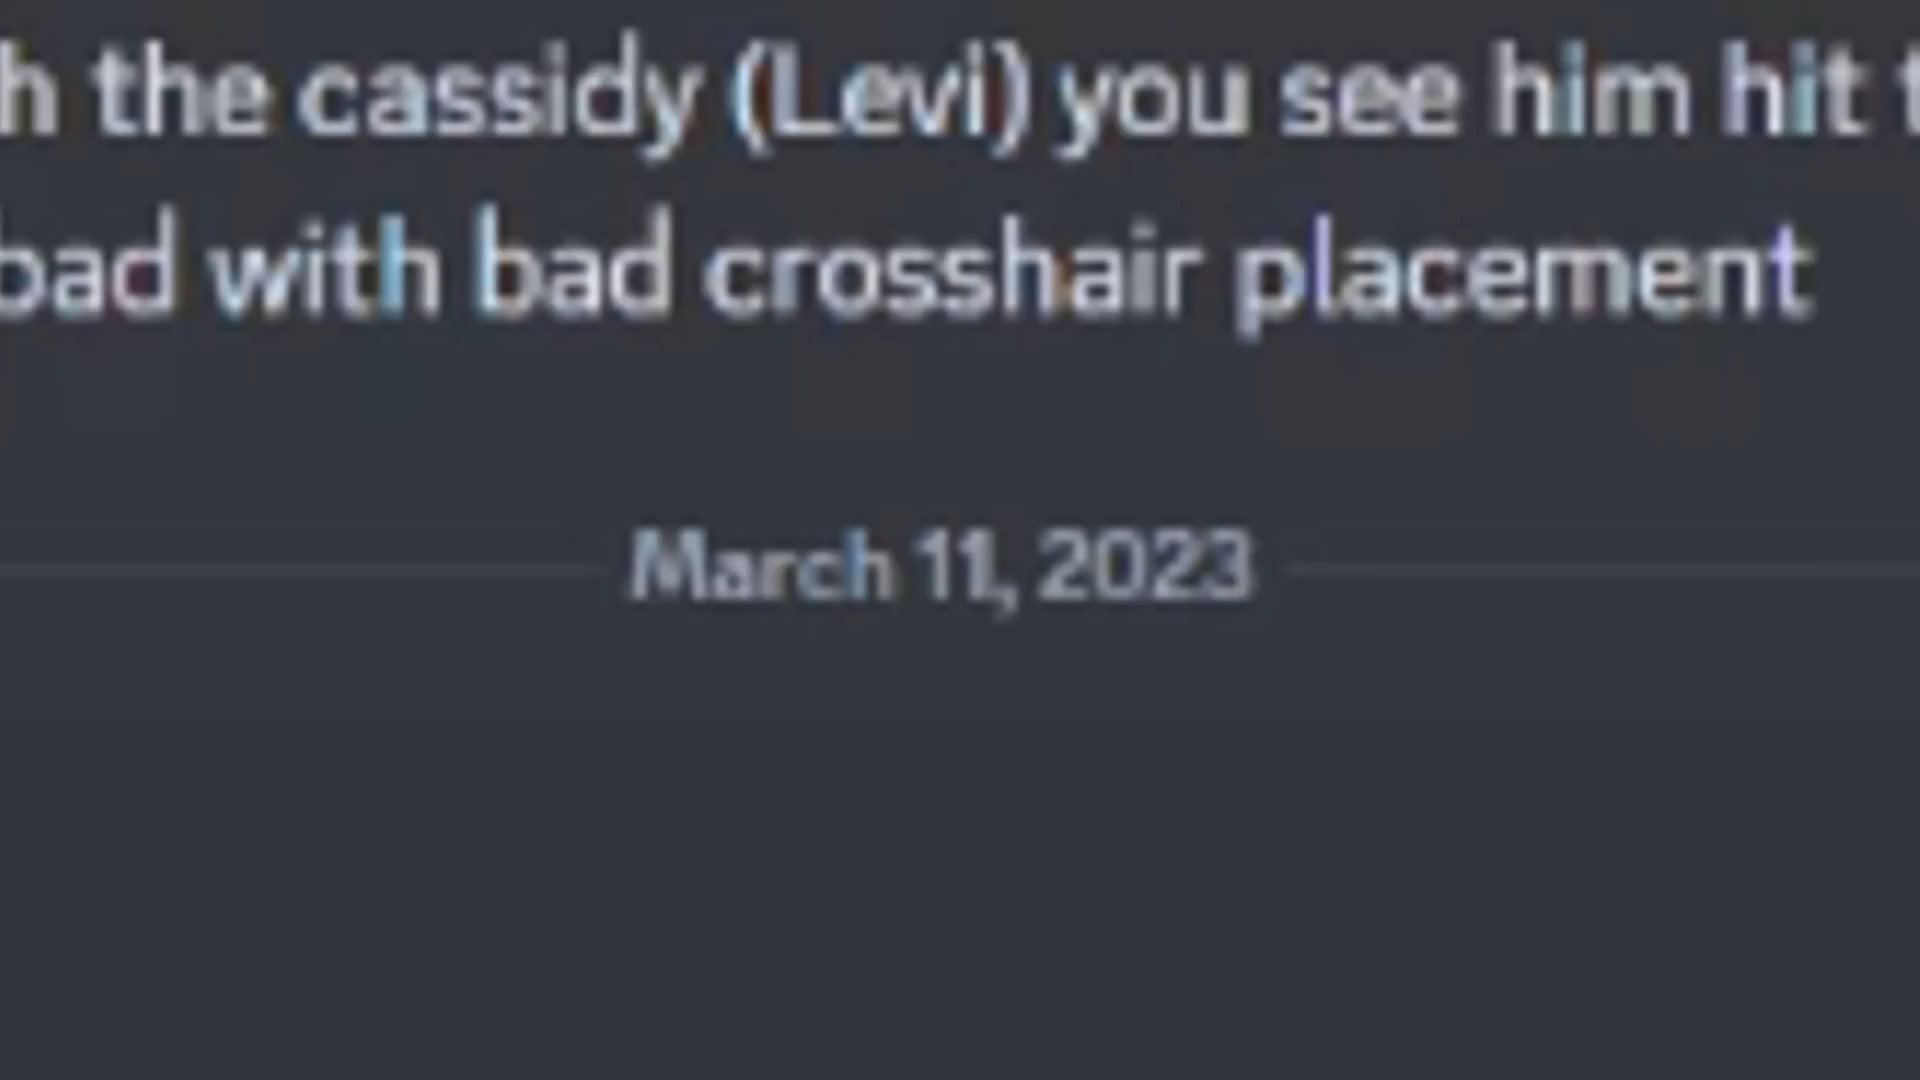 h the cassidy (Levi) you see him hit
bad with bad crosshair placement
March 11, 2023